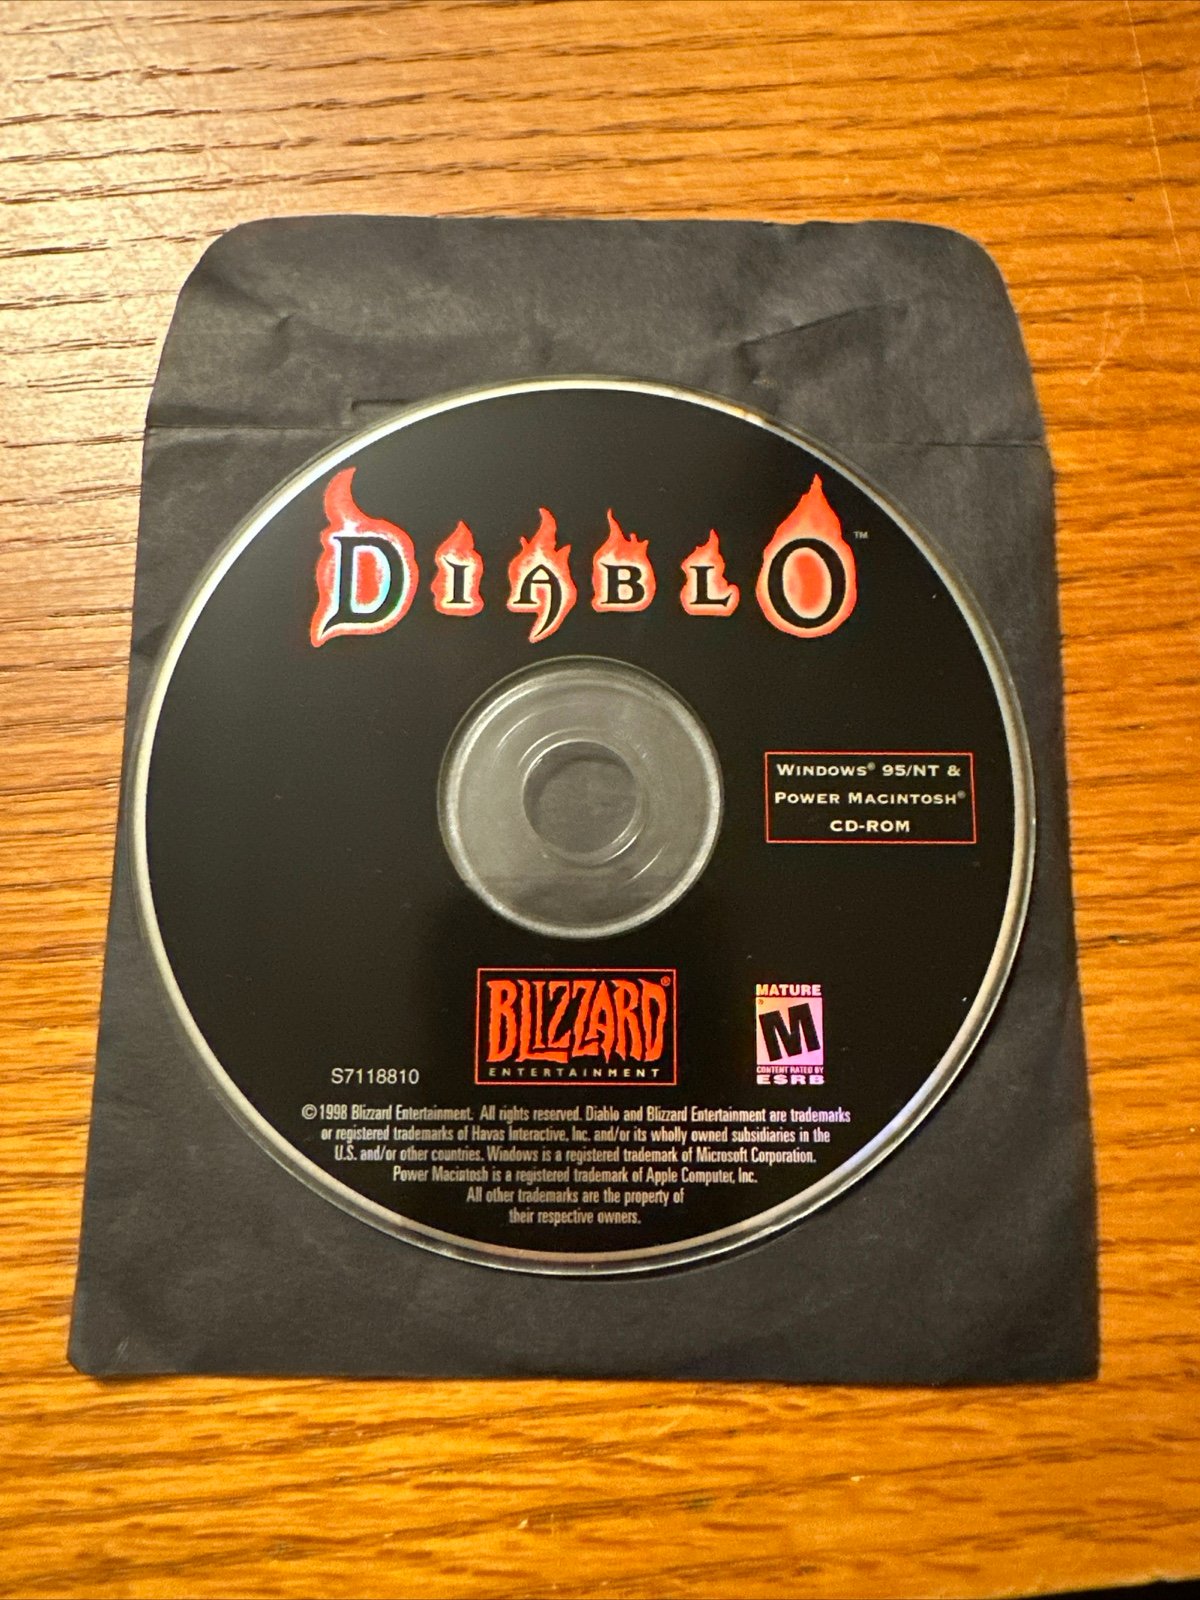 DIABLO™
WINDOWS® 95/NT &
POWER MACINTOSH®
CD-ROM
BLIZZARD®
ENTERTAINMENT
MATURE
M
®
CONTENT RATED BY
ESRB
S7118810
© 1998 Blizzard Entertainment. All rights reserved. Diablo and Blizzard Entertainment are trademarks
or registered trademarks of Havas Interactive, Inc. and/or its wholly owned subsidiaries in the
U.S. and/or other countries. Windows is a registered trademark of Microsoft Corporation.
Power Macintosh is a registered trademark of Apple Computer, Inc.
All other trademarks are the property of
their respective owners.